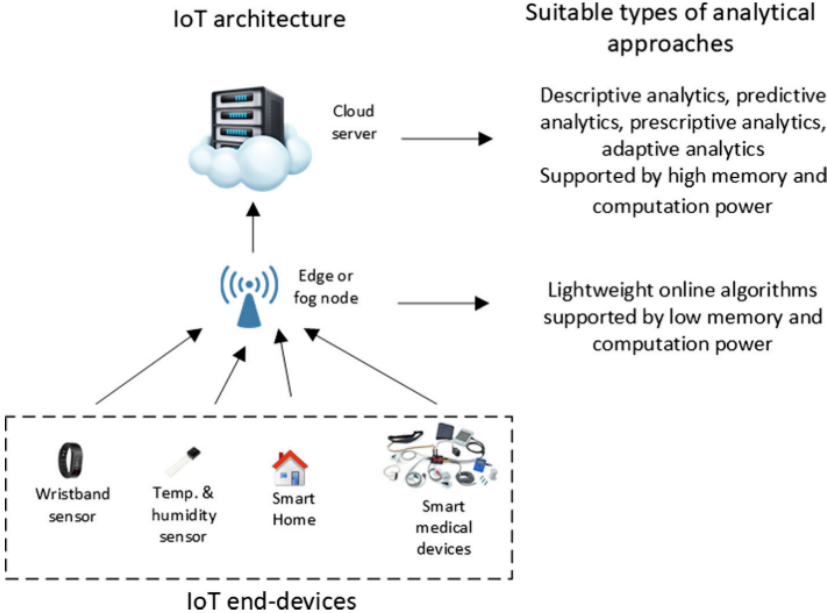 IoT architecture
Suitable types of analytical
approaches
Cloud
server
Descriptive analytics, predictive
analytics, prescriptive analytics,
adaptive analytics
Supported by high memory and
computation power
Edge or
fog node
Lightweight online algorithms
supported by low memory and
computation power
Wristband
sensor
Temp. &
humidity
sensor
Smart
Home
Smart
medical
devices
IoT end-devices